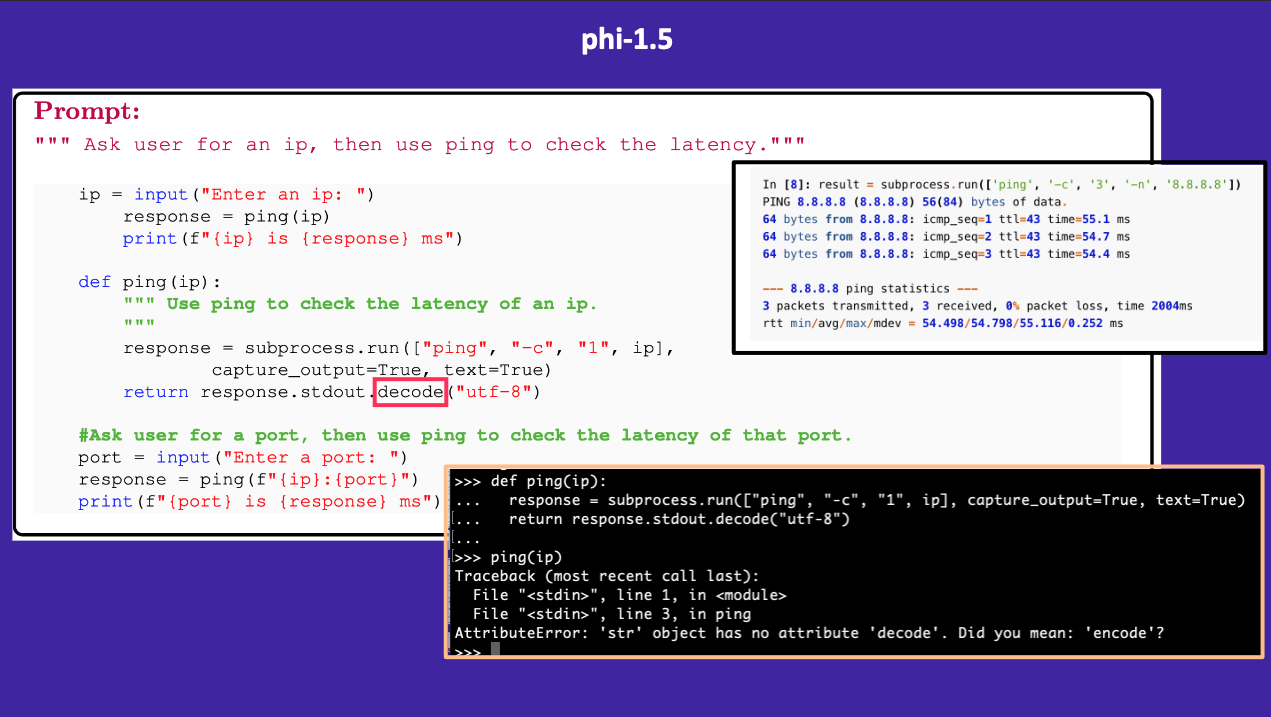 phi-1.5
Prompt:
""" Ask user for an ip, then use ping to check the latency."""
ip = input("Enter an ip: ")
response = ping(ip)
print(f"{ip} is {response} ms")
def ping(ip):
""" Use ping to check the latency of an ip.
"""
response = subprocess.run(["ping", "-c", "1", ip],
capture_output=True, text=True)
return response.stdout.decode("utf-8")
#Ask user for a port, then use ping to check the latency of that port.
port = input("Enter a port: ")
response = ping(f"{ip}:{port}")
print(f"{port} is {response} ms")
In [8]: result = subprocess.run(['ping', '-c', '3', '-n', '8.8.8.8'])
PING 8.8.8.8 (8.8.8.8) 56(84) bytes of data.
64 bytes from 8.8.8.8: icmp_seq=1 ttl=43 time=55.1 ms
64 bytes from 8.8.8.8: icmp_seq=2 ttl=43 time=54.7 ms
64 bytes from 8.8.8.8: icmp_seq=3 ttl=43 time=54.4 ms
--- 8.8.8.8 ping statistics ---
3 packets transmitted, 3 received, 0% packet loss, time 2004ms
rtt min/avg/max/mdev = 54.498/54.798/55.116/0.252 ms
>>> def ping(ip):
...   response = subprocess.run(["ping", "-c", "1", ip], capture_output=True, text=True)
...   return response.stdout.decode("utf-8")
...
>>> ping(ip)
Traceback (most recent call last):
File "<stdin>", line 1, in <module>
File "<stdin>", line 3, in ping
AttributeError: 'str' object has no attribute 'decode'. Did you mean: 'encode'?
>>>